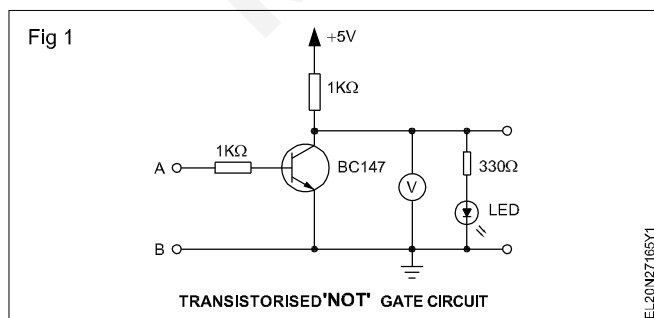 Fig 1
+5V
1KΩ
1KΩ
A
BC147
V
330Ω
LED
B
TRANSISTORISED 'NOT' GATE CIRCUIT
EL20N27165Y1